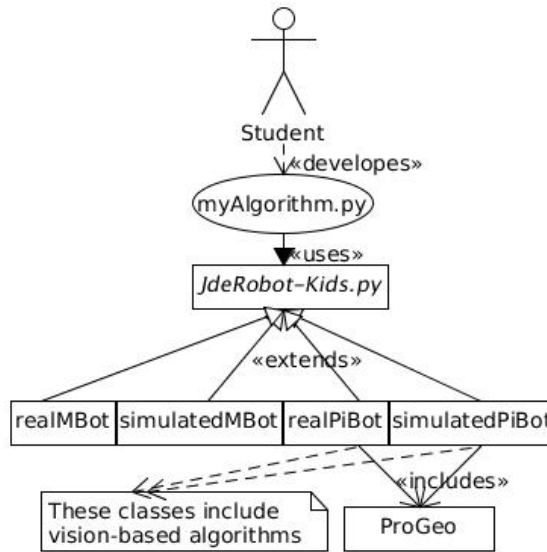 Student
«developes»
myAlgorithm.py
«uses»
JdeRobot-Kids.py
«extends»
realMBot
simulatedMBot
realPiBot
simulatedPiBot
«includes»
These classes include
vision-based algorithms
ProGeo